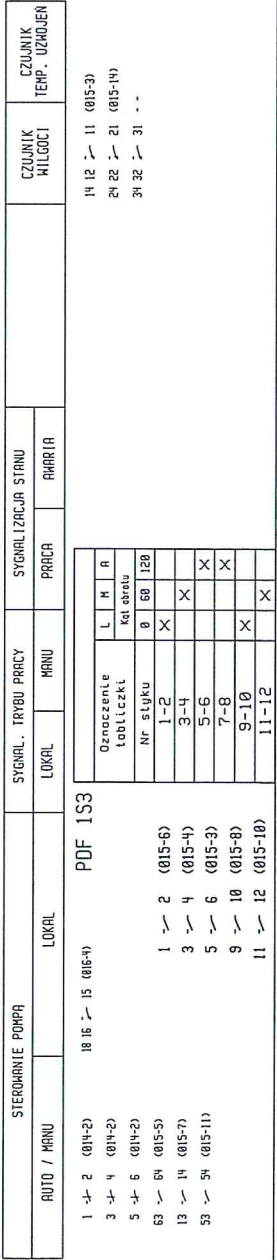 STEROWANIE POMPĄ
SYGNAL. TRYBU PRACY
SYGNALIZACJA STANU
CZUJNIK WILGOCI
CZUJNIK TEMP. UZWOJEŃ
AUTO / MANU
LOKAL
LOKAL
MANU
PRACA
AWARIA
1 2 (014-2)
3 4 (014-2)
5 6 (014-2)
63 64 (015-5)
13 14 (015-7)
53 54 (015-11)
18 16 15 (016-4)
PDF 1S3
1 2 (015-6)
3 4 (015-4)
5 6 (015-3)
9 10 (015-8)
11 12 (015-10)
Oznaczenie tabliczki L M A
Kąt obrotu
Nr styku 0 60 120
1-2 X
3-4 X
5-6 X
7-8 X
9-10 X
11-12 X
14 12 11 (015-3)
24 22 21 (015-14)
34 32 31 - -